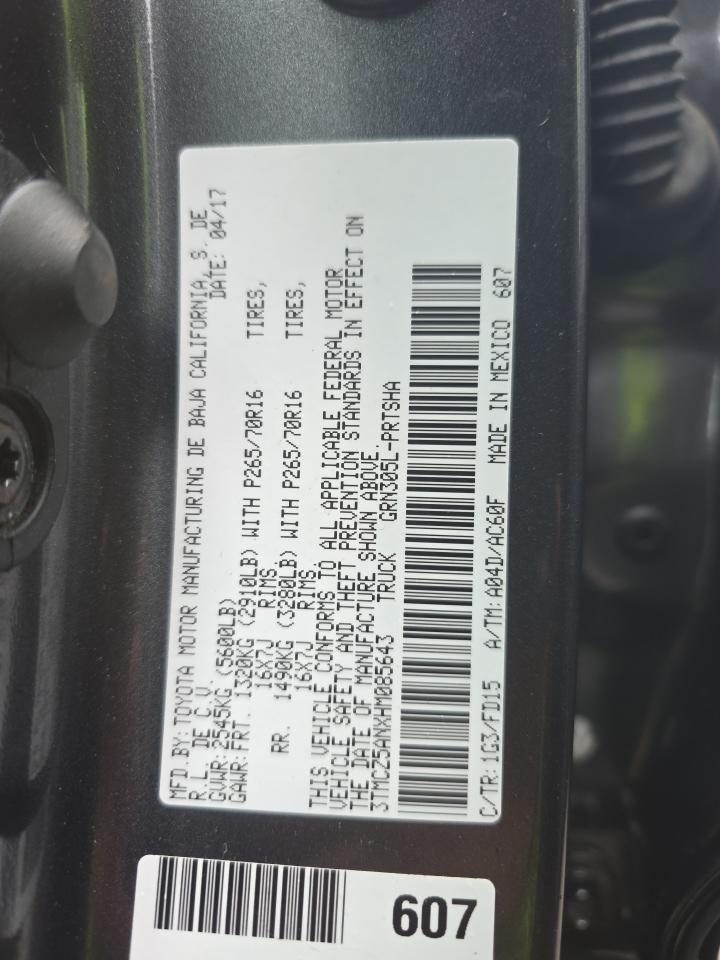 MFD.BY: TOYOTA MOTOR MANUFACTURING DE BAJA CALIFORNIA, S. DE
R.L. DE C.V. DATE: 04/17
GVWR: 2545KG (5600LB)
GAWR: FRT. 1320KG (2910LB) WITH P265/70R16 TIRES,
16X7J RIMS.
RR. 1490KG (3280LB) WITH P265/70R16 TIRES,
16X7J RIMS.
THIS VEHICLE CONFORMS TO ALL APPLICABLE FEDERAL MOTOR
VEHICLE SAFETY AND THEFT PREVENTION STANDARDS IN EFFECT ON
THE DATE OF MANUFACTURE SHOWN ABOVE.
3TMCZ5ANXHM085643 TRUCK GRN305L-PRTSHA
C/TR: 1G3/FD15 A/TM: A04D/AC60F MADE IN MEXICO 607
607